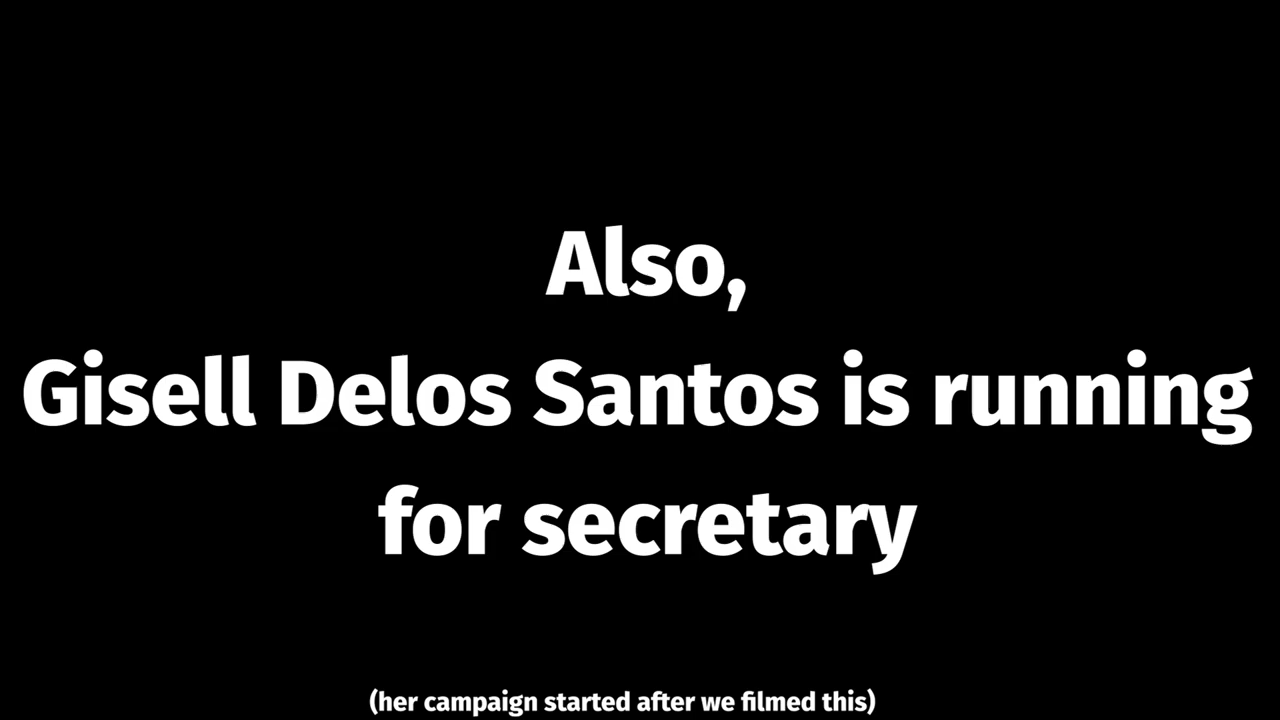 Also,
Gisell Delos Santos is running
for secretary
(her campaign started after we filmed this)